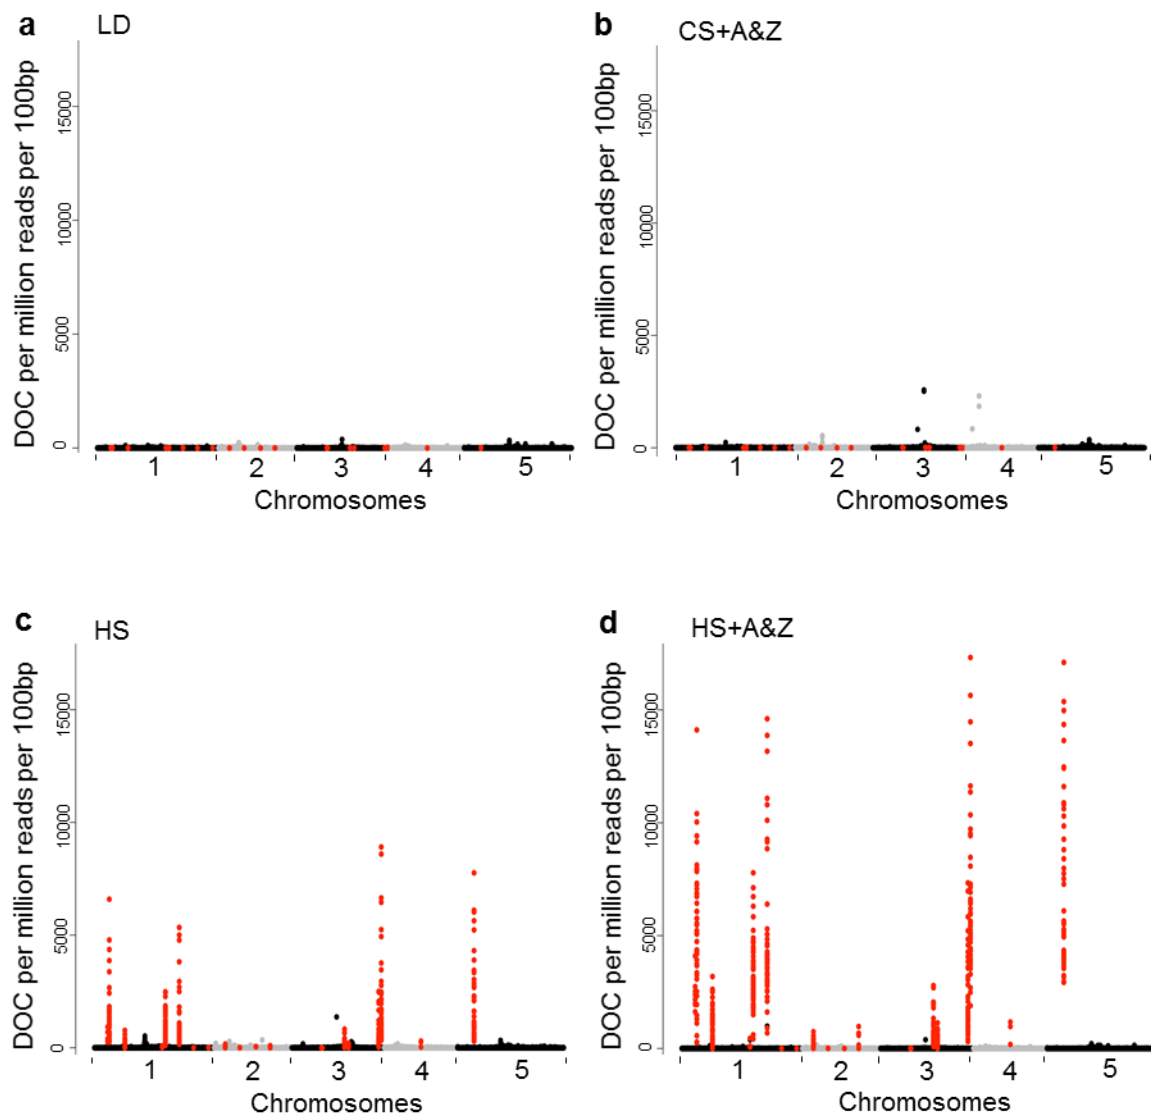 a LD
DOC per million reads per 100bp
15000
10000
5000
0
1 2 3 4 5
Chromosomes
b CS+A&Z
DOC per million reads per 100bp
15000
10000
5000
0
1 2 3 4 5
Chromosomes
c HS
DOC per million reads per 100bp
15000
10000
5000
0
1 2 3 4 5
Chromosomes
d HS+A&Z
DOC per million reads per 100bp
15000
10000
5000
0
1 2 3 4 5
Chromosomes